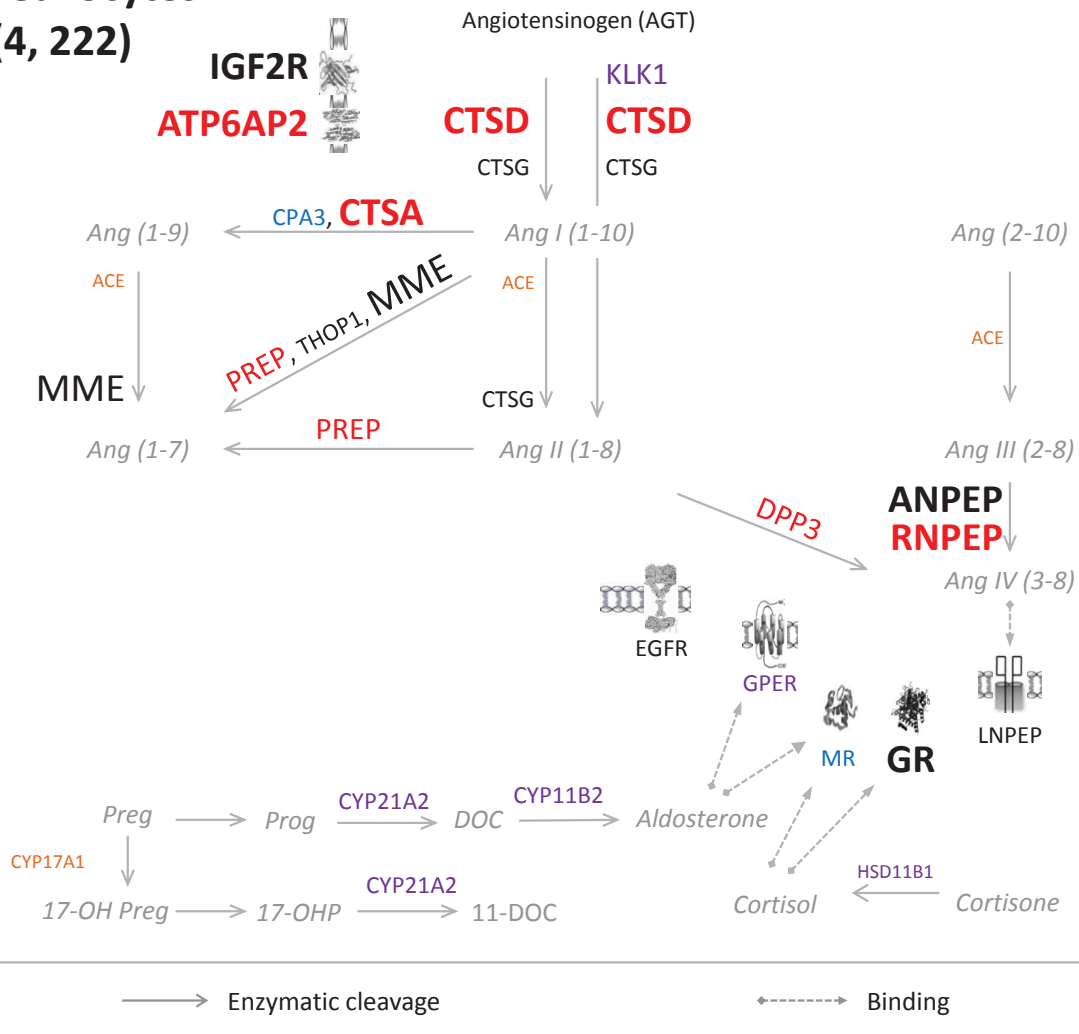 (4, 222)
Angiotensinogen (AGT)
IGF2R
KLK1
ATP6AP2
CTSD
CTSD
CTSG
CTSG
CPA3, CTSA
Ang (1-9)
Ang I (1-10)
Ang (2-10)
ACE
ACE
PREP, THOP1, MME
ACE
MME
CTSG
PREP
Ang (1-7)
Ang II (1-8)
Ang III (2-8)
ANPEP
DPP3
RNPEP
Ang IV (3-8)
EGFR
GPER
LNPEP
MR
GR
CYP21A2
CYP11B2
Preg
Prog
DOC
Aldosterone
CYP17A1
CYP21A2
HSD11B1
17-OH Preg
17-OHP
11-DOC
Cortisol
Cortisone
Enzymatic cleavage
Binding